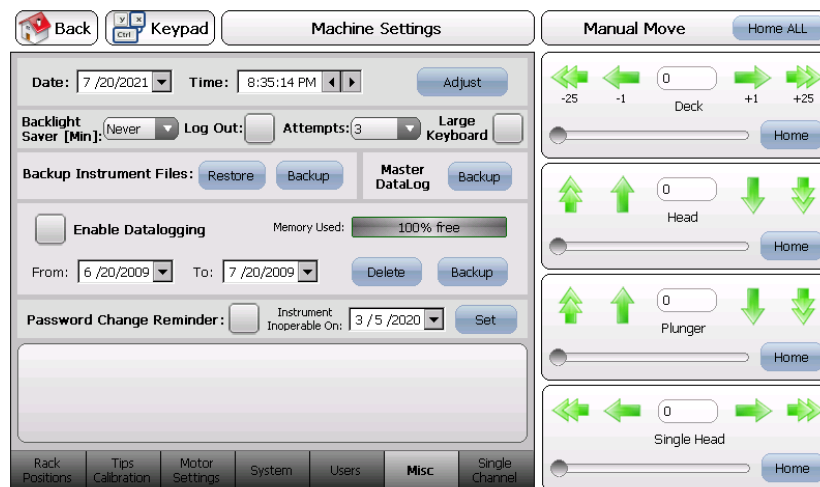 Back
y x
Ctrl
Keypad
Machine Settings
Date: 7 /20/2021 Time: 8:35:14 PM Adjust
Backlight
Saver [Min]: Never Log Out: Attempts: 3 Large
Keyboard
Backup Instrument Files: Restore Backup Master
DataLog Backup
Enable Datalogging Memory Used: 100% free
From: 6 /20/2009 To: 7 /20/2009 Delete Backup
Password Change Reminder: Instrument
Inoperable On: 3 /5 /2020 Set
Rack
Positions
Tips
Calibration
Motor
Settings
System
Users
Misc
Single
Channel
Manual Move Home ALL
0
-25 -1 Deck +1 +25
Home
0
Head
Home
0
Plunger
Home
0
Single Head
Home